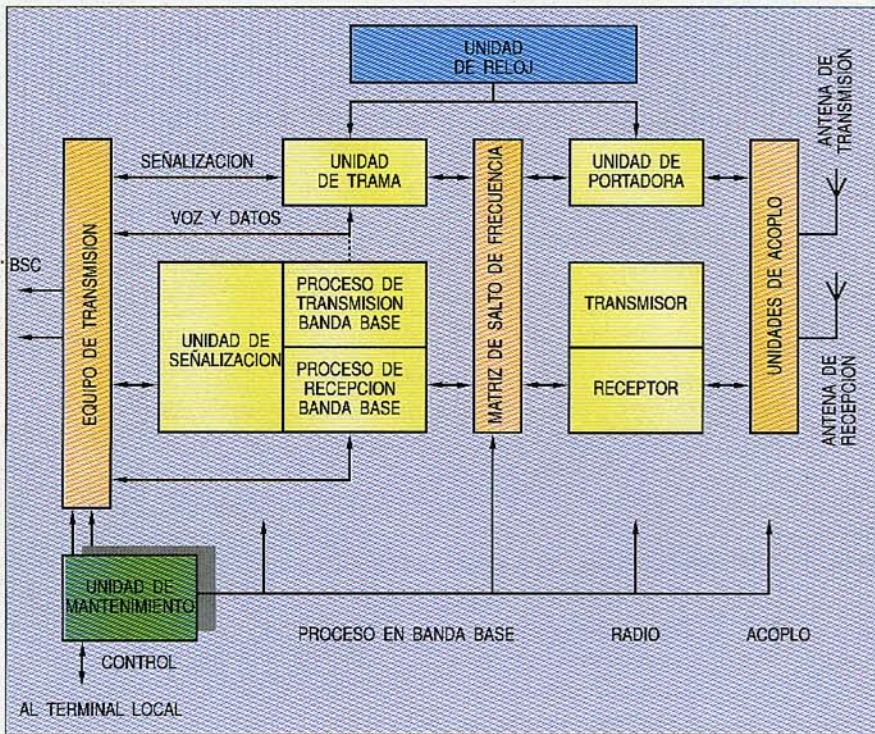 UNIDAD
DE RELOJ
ANTENA DE
TRANSMISION
SEÑALIZACION
UNIDAD
DE TRAMA
UNIDAD DE
PORTADORA
VOZ Y DATOS
BSC
EQUIPO DE TRANSMISION
UNIDAD DE
SEÑALIZACION
PROCESO DE
TRANSMISION
BANDA BASE
PROCESO DE
RECEPCION
BANDA BASE
MATRIZ DE SALTO DE FRECUENCIA
TRANSMISOR
RECEPTOR
UNIDADES DE ACOPLO
ANTENA DE
RECEPCION
UNIDAD DE
MANTENIMIENTO
PROCESO EN BANDA BASE
RADIO
ACOPLO
CONTROL
AL TERMINAL LOCAL